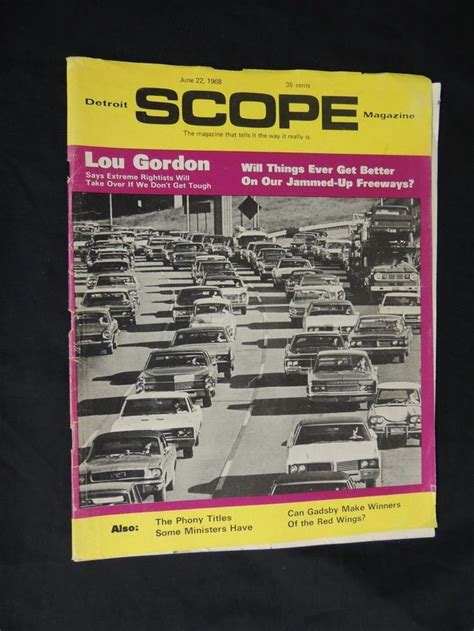 June 22, 1968 35 cents
Detroit SCOPE Magazine
The magazine that tells it the way it really is.
Lou Gordon
Says Extreme Rightists Will
Take Over If We Don't Get Tough
Will Things Ever Get Better
On Our Jammed-Up Freeways?
Also:
The Phony Titles
Some Ministers Have
Can Gadsby Make Winners
Of the Red Wings?